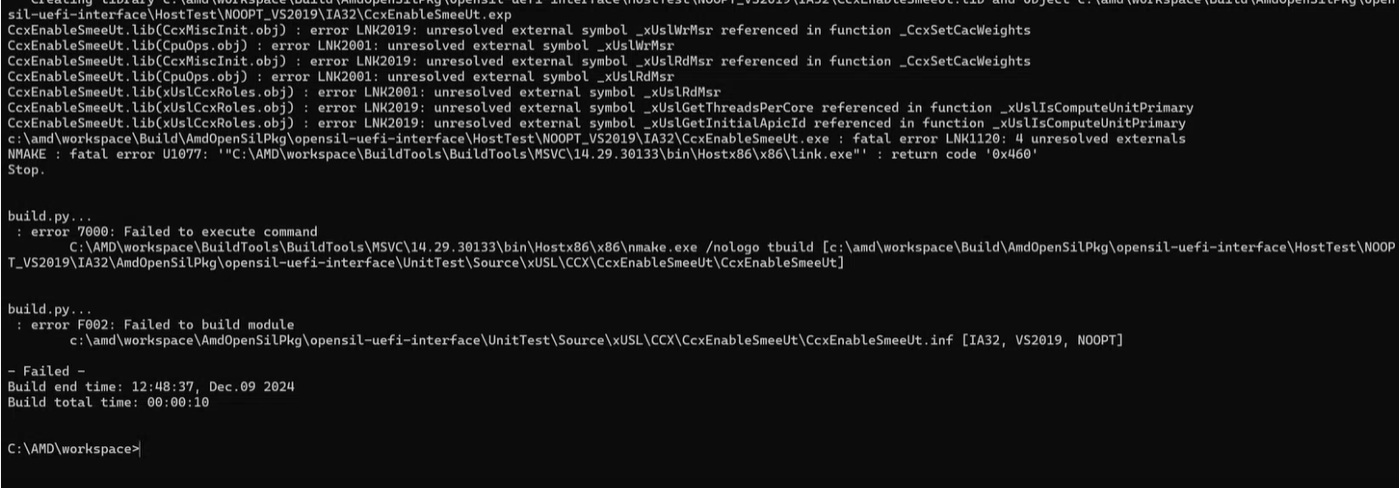 Creating library c:\amd\workspace\Build\AmdOpenSilPkg\opensil-uefi-interface\HostTest\NOOPT_VS2019\IA32\CcxEnableSmeeUt.lib and object c:\amd\workspace\Build\AmdOpenSilPkg\open
sil-uefi-interface\HostTest\NOOPT_VS2019\IA32\CcxEnableSmeeUt.exp
CcxEnableSmeeUt.lib(CcxMiscInit.obj) : error LNK2019: unresolved external symbol _xUslWrMsr referenced in function _CcxSetCacWeights
CcxEnableSmeeUt.lib(CpuOps.obj) : error LNK2001: unresolved external symbol _xUslWrMsr
CcxEnableSmeeUt.lib(CcxMiscInit.obj) : error LNK2019: unresolved external symbol _xUslRdMsr referenced in function _CcxSetCacWeights
CcxEnableSmeeUt.lib(CpuOps.obj) : error LNK2001: unresolved external symbol _xUslRdMsr
CcxEnableSmeeUt.lib(xUslCcxRoles.obj) : error LNK2001: unresolved external symbol _xUslRdMsr
CcxEnableSmeeUt.lib(xUslCcxRoles.obj) : error LNK2019: unresolved external symbol _xUslGetThreadsPerCore referenced in function _xUslIsComputeUnitPrimary
CcxEnableSmeeUt.lib(xUslCcxRoles.obj) : error LNK2019: unresolved external symbol _xUslGetInitialApicId referenced in function _xUslIsComputeUnitPrimary
c:\amd\workspace\Build\AmdOpenSilPkg\opensil-uefi-interface\HostTest\NOOPT_VS2019\IA32\CcxEnableSmeeUt.exe : fatal error LNK1120: 4 unresolved externals
NMAKE : fatal error U1077: '"C:\AMD\workspace\BuildTools\BuildTools\MSVC\14.29.30133\bin\Hostx86\x86\link.exe"' : return code '0x460'
Stop.
build.py...
: error 7000: Failed to execute command
C:\AMD\workspace\BuildTools\BuildTools\MSVC\14.29.30133\bin\Hostx86\x86\nmake.exe /nologo tbuild [c:\amd\workspace\Build\AmdOpenSilPkg\opensil-uefi-interface\HostTest\NOOP
T_VS2019\IA32\AmdOpenSilPkg\opensil-uefi-interface\UnitTest\Source\xUSL\CCX\CcxEnableSmeeUt\CcxEnableSmeeUt]
build.py...
: error F002: Failed to build module
c:\amd\workspace\AmdOpenSilPkg\opensil-uefi-interface\UnitTest\Source\xUSL\CCX\CcxEnableSmeeUt\CcxEnableSmeeUt.inf [IA32, VS2019, NOOPT]
- Failed -
Build end time: 12:48:37, Dec.09 2024
Build total time: 00:00:10
C:\AMD\workspace>